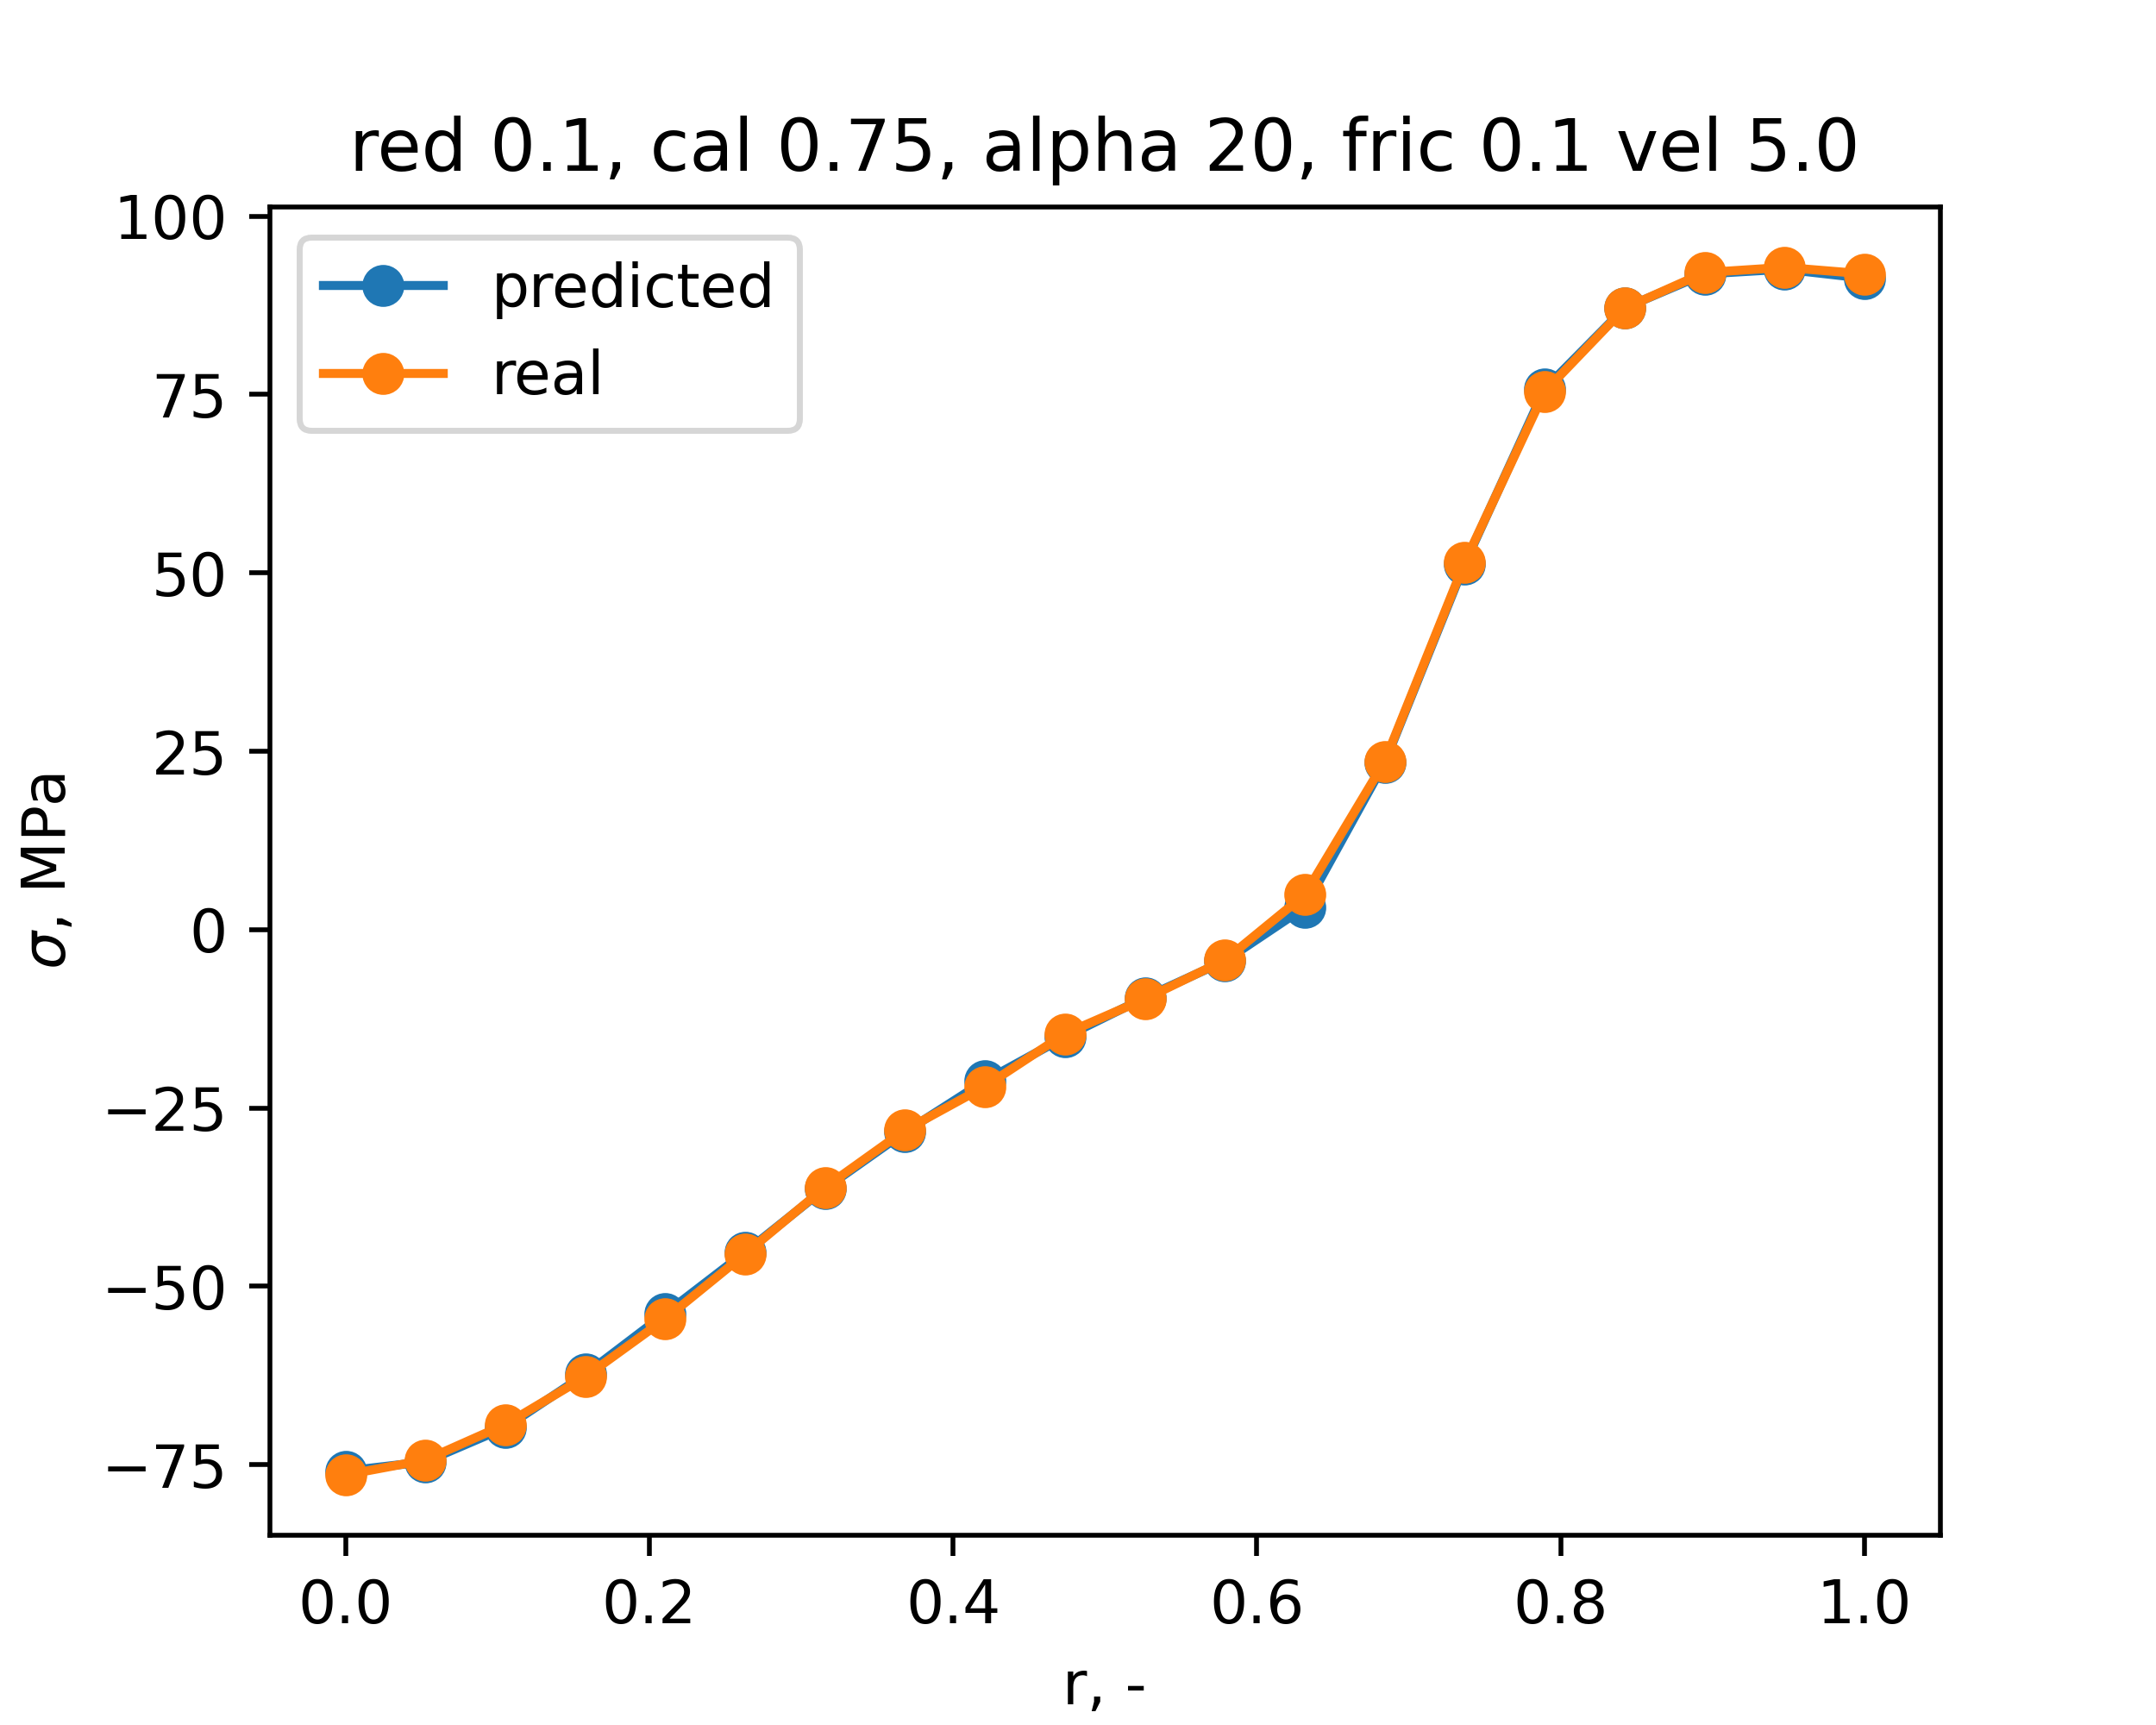 red 0.1, cal 0.75, alpha 20, fric 0.1 vel 5.0
predicted
real
100
75
50
25
0
−25
−50
−75
σ, MPa
0.0 0.2 0.4 0.6 0.8 1.0
r, -